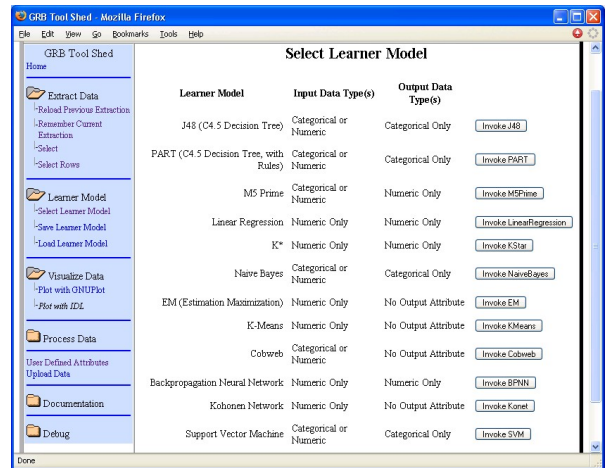 GRB Tool Shed - Mozilla Firefox
File Edit View Go Bookmarks Tools Help
GRB Tool Shed
Home
Extract Data
Reload Previous Extraction
Remember Current
Extraction
Select
Select Rows
Learner Model
Select Learner Model
Save Learner Model
Load Learner Model
Visualize Data
Plot with GNUPlot
Plot with IDL
Process Data
User Defined Attributes
Upload Data
Documentation
Debug
Select Learner Model
Learner Model Input Data Type(s) Output Data
Type(s)
J48 (C4.5 Decision Tree) Categorical or
Numeric Categorical Only Invoke J48
PART (C4.5 Decision Tree, with
Rules) Categorical or
Numeric Categorical Only Invoke PART
M5 Prime Categorical or
Numeric Numeric Only Invoke M5Prime
Linear Regression Numeric Only Numeric Only Invoke LinearRegression
K* Numeric Only Numeric Only Invoke KStar
Naive Bayes Categorical or
Numeric Categorical Only Invoke NaiveBayes
EM (Estimation Maximization) Numeric Only No Output Attribute Invoke EM
K-Means Numeric Only No Output Attribute Invoke KMeans
Cobweb Categorical or
Numeric No Output Attribute Invoke Cobweb
Backpropagation Neural Network Numeric Only Numeric Only Invoke BPNN
Kohonen Network Numeric Only No Output Attribute Invoke Konet
Support Vector Machine Categorical or
Numeric Categorical Only Invoke SVM
Done